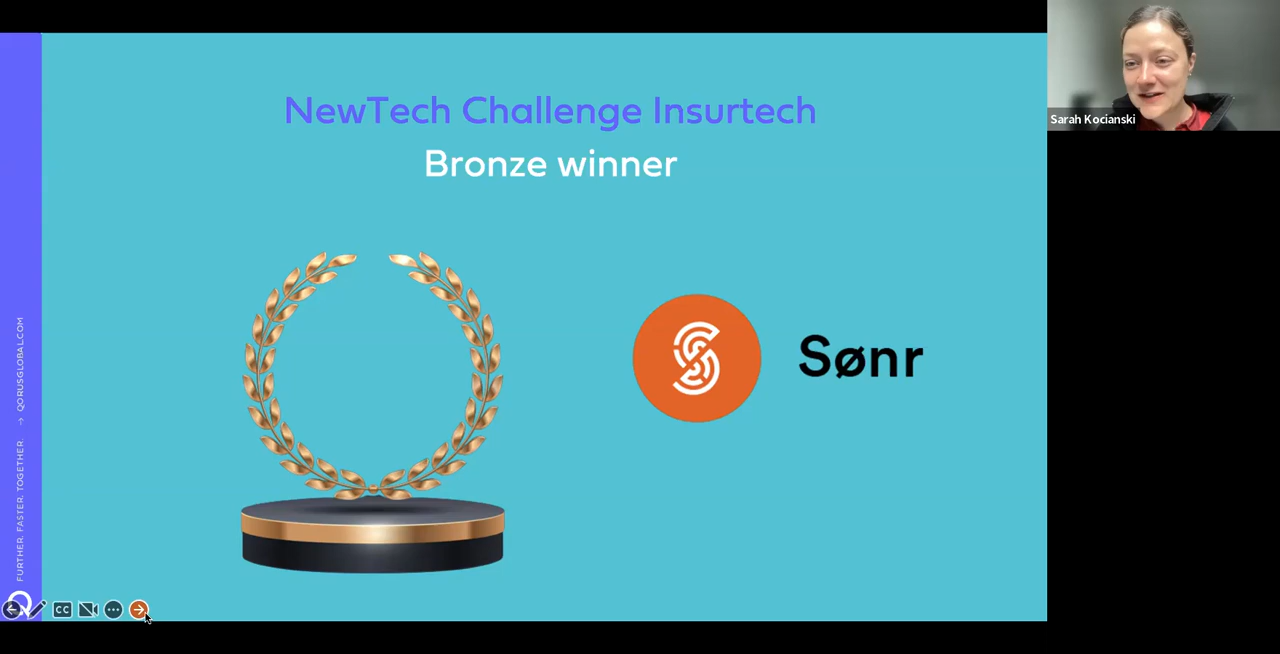 NewTech Challenge Insurtech
Bronze winner
Sønr
FURTHER. FASTER. TOGETHER. → QORUSGLOBAL.COM
CC
Sarah Kocianski